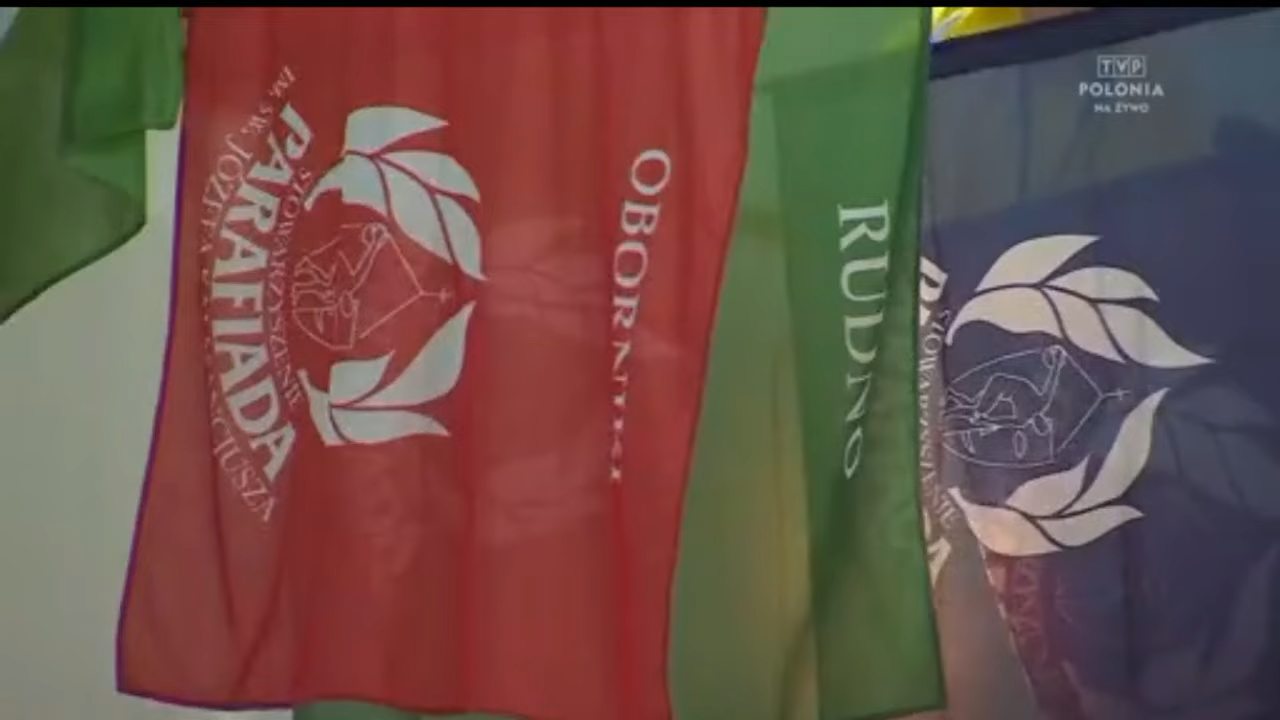 IM. ŚW. JÓZEFA
PARAFIADA
STOWARZYSZENIE
OBORNIKI
RUDNO
STOWARZYSZENIE
TVP
POLONIA
NA ŻYWO